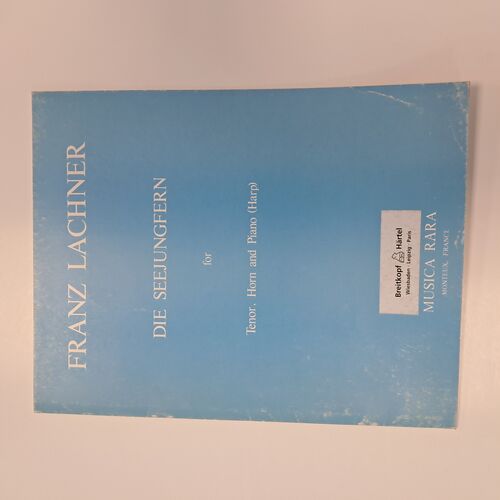 FRANZ LACHNER
DIE SEEJUNGFERN
for
Tenor, Horn and Piano (Harp)
Breitkopf Härtel
Wiesbaden · Leipzig · Paris
MUSICA RARA
MONTEUX, FRANCE